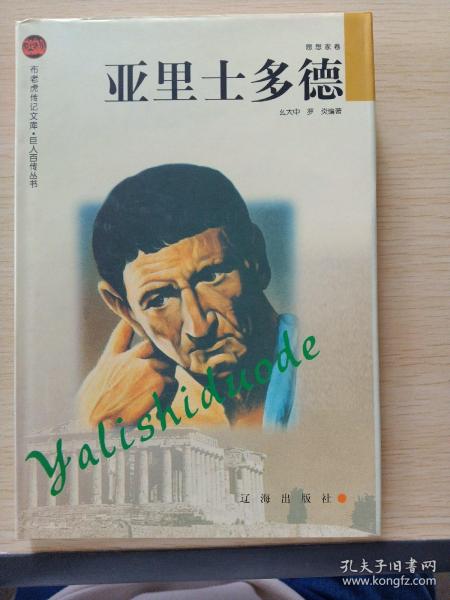 思想家卷
亚里士多德
幺大中 罗炎编著
布老虎传记文库·巨人百传丛书
Yalishiduode
辽海出版社
孔夫子旧书网
www.kongfz.com